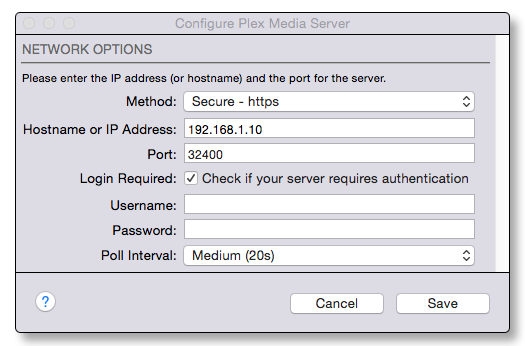 Configure Plex Media Server
NETWORK OPTIONS
Please enter the IP address (or hostname) and the port for the server.
Method: Secure - https
Hostname or IP Address: 192.168.1.10
Port: 32400
Login Required: Check if your server requires authentication
Username:
Password:
Poll Interval: Medium (20s)
? Cancel Save